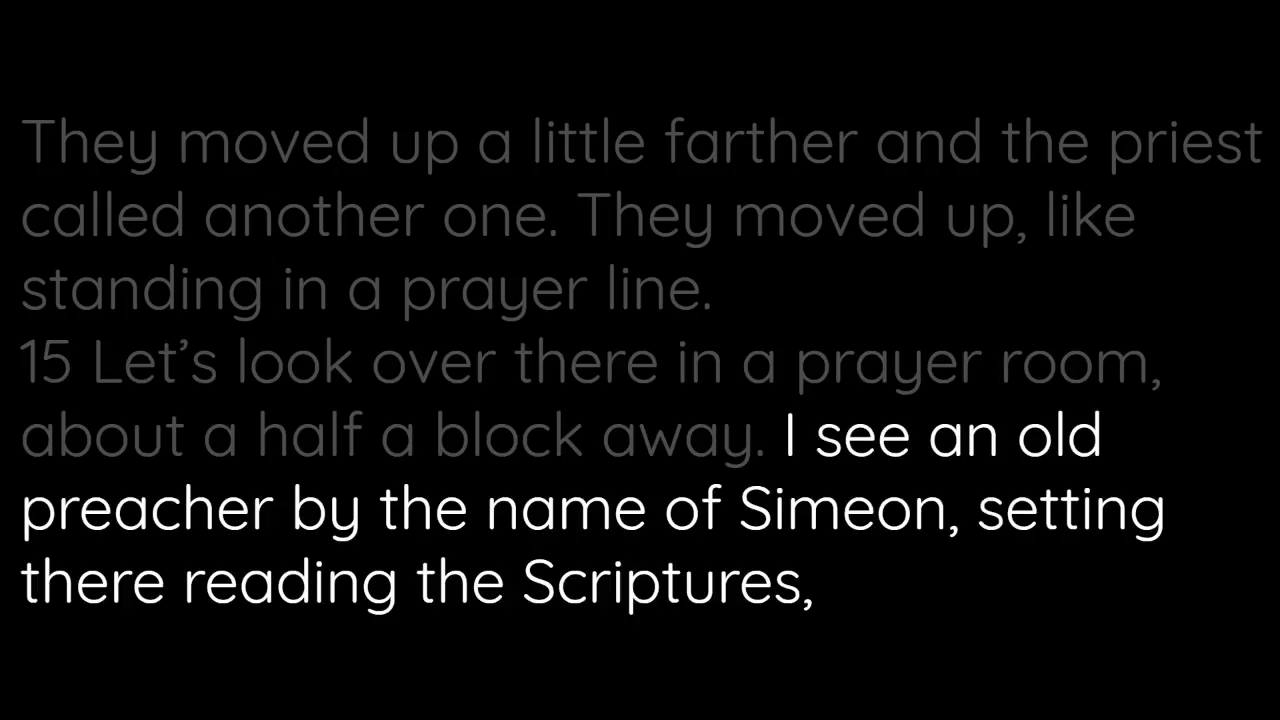 They moved up a little farther and the priest
called another one. They moved up, like
standing in a prayer line.
15 Let’s look over there in a prayer room,
about a half a block away. I see an old
preacher by the name of Simeon, setting
there reading the Scriptures,